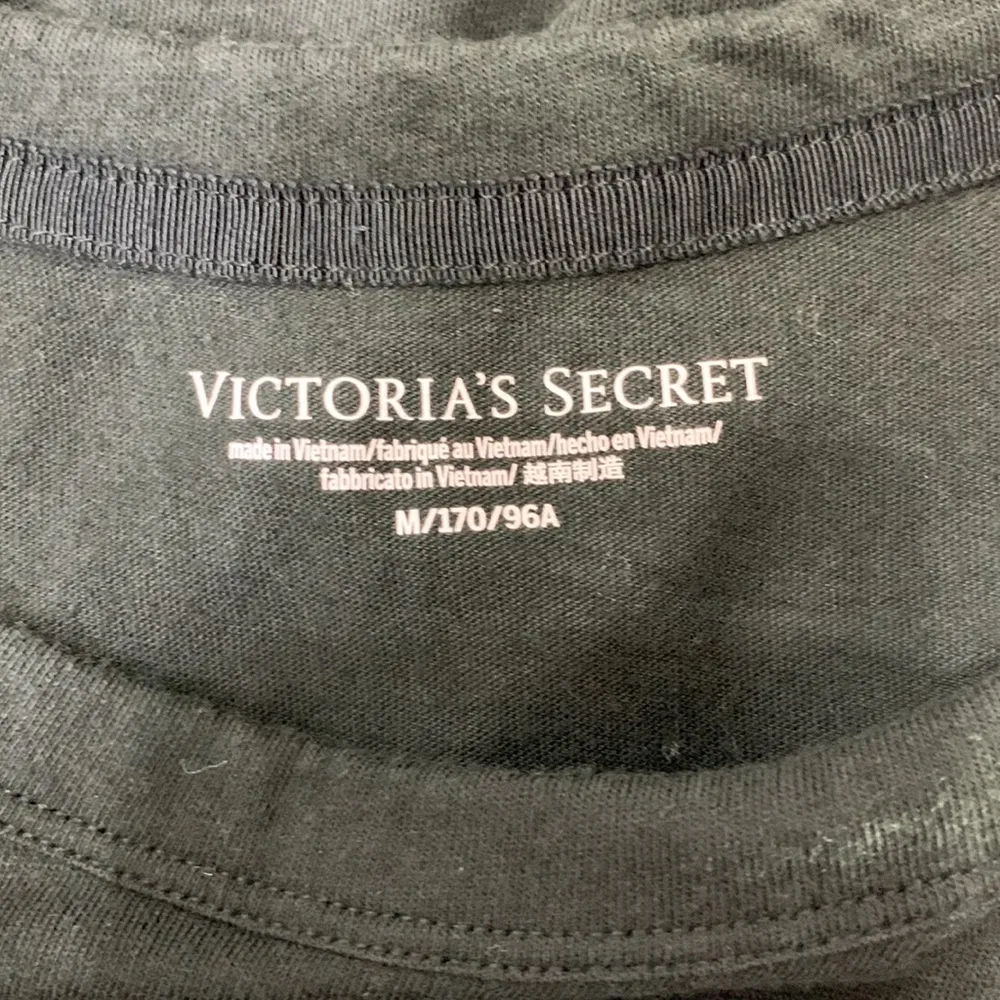 VICTORIA'S SECRET
made in Vietnam/fabriqué au Vietnam/hecho en Vietnam/
fabbricato in Vietnam/ 越南制造
M/170/96A